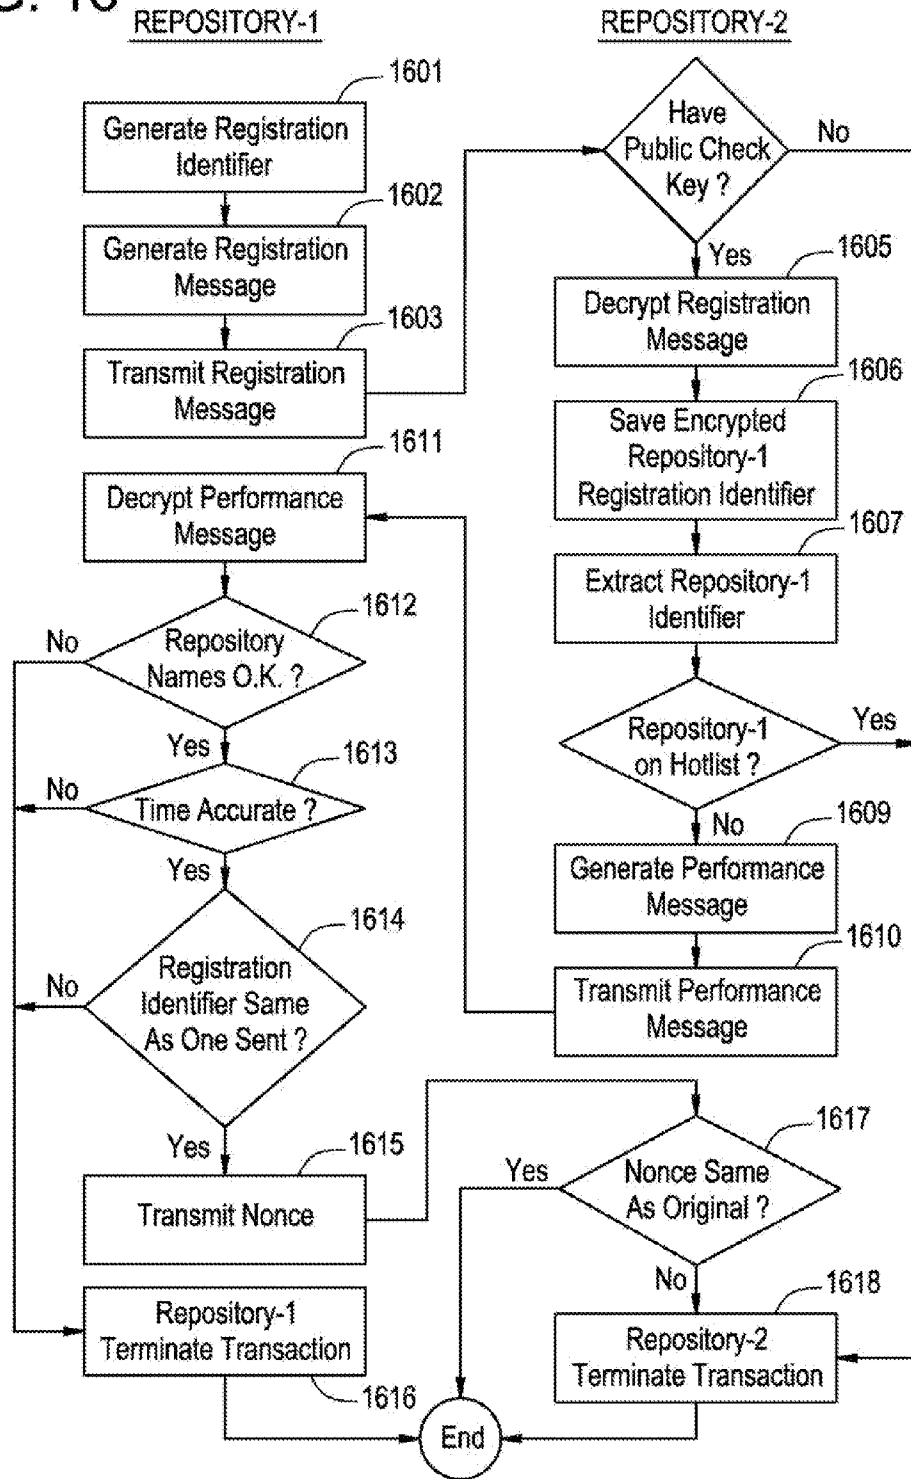 REPOSITORY-1
1601
Generate Registration
Identifier
1602
Generate Registration
Message
1603
Transmit Registration
Message
1611
Decrypt Performance
Message
1612
No
Repository
Names O.K. ?
Yes
1613
No
Time Accurate ?
Yes
1614
No
Registration
Identifier Same
As One Sent ?
Yes
1615
Transmit Nonce
Repository-1
Terminate Transaction
1616
REPOSITORY-2
Have
Public Check
Key ?
No
Yes
1605
Decrypt Registration
Message
1606
Save Encrypted
Repository-1
Registration Identifier
1607
Extract Repository-1
Identifier
Repository-1
on Hotlist ?
Yes
No
1609
Generate Performance
Message
1610
Transmit Performance
Message
1617
Yes
Nonce Same
As Original ?
No
1618
Repository-2
Terminate Transaction
End